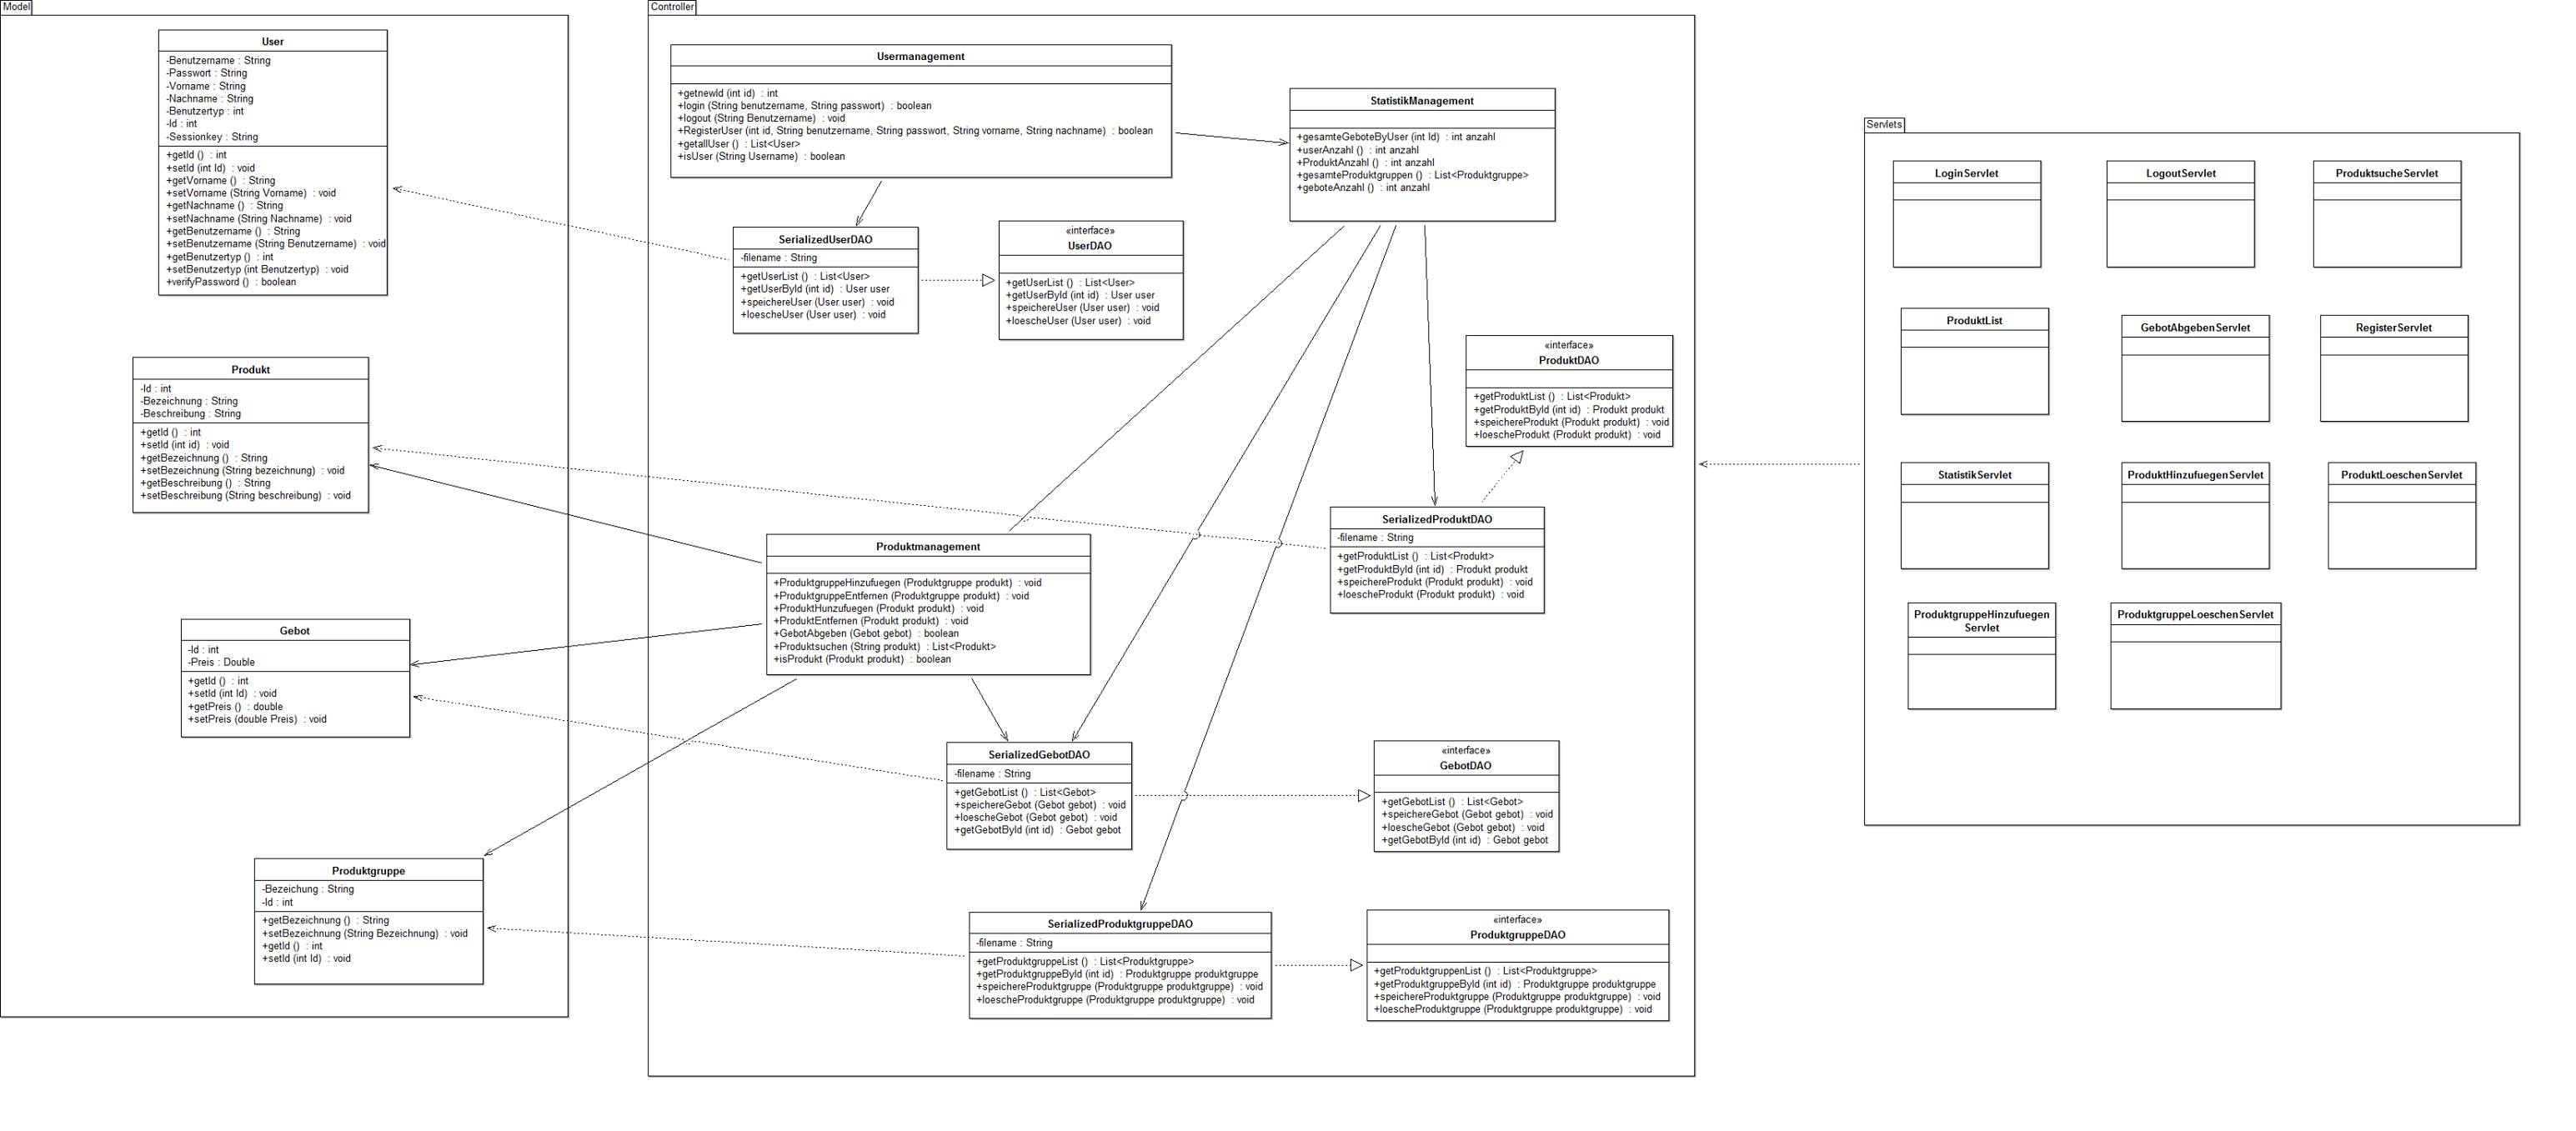 Model
User
-Benutzername : String
-Passwort : String
-Vorname : String
-Nachname : String
-Benutzertyp : int
-Id : int
-Sessionkey : String
+getId () : int
+setId (int Id) : void
+getVorname () : String
+setVorname (String Vorname) : void
+getNachname () : String
+setNachname (String Nachname) : void
+getBenutzername () : String
+setBenutzername (String Benutzername) : void
+getBenutzertyp () : int
+setBenutzertyp (int Benutzertyp) : void
+verifyPassword () : boolean
Produkt
-Id : int
-Bezeichnung : String
-Beschreibung : String
+getId () : int
+setId (int id) : void
+getBezeichnung () : String
+setBezeichnung (String bezeichnung) : void
+getBeschreibung () : String
+setBeschreibung (String beschreibung) : void
Gebot
-Id : int
-Preis : Double
+getId () : int
+setId (int Id) : void
+getPreis () : double
+setPreis (double Preis) : void
Produktgruppe
-Bezeichung : String
-Id : int
+getBezeichnung () : String
+setBezeichnung (String Bezeichnung) : void
+getId () : int
+setId (int Id) : void
Controller
Usermanagement
+getnewId (int id) : int
+login (String benutzername, String passwort) : boolean
+logout (String Benutzername) : void
+RegisterUser (int id, String benutzername, String passwort, String vorname, String nachname) : boolean
+getallUser () : List<User>
+isUser (String Username) : boolean
StatistikManagement
+gesamteGeboteByUser (int Id) : int anzahl
+userAnzahl () : int anzahl
+ProduktAnzahl () : int anzahl
+gesamteProduktgruppen () : List<Produktgruppe>
+geboteAnzahl () : int anzahl
SerializedUserDAO
-filename : String
+getUserList () : List<User>
+getUserById (int id) : User user
+speichereUser (User user) : void
+loescheUser (User user) : void
«interface»
UserDAO
+getUserList () : List<User>
+getUserById (int id) : User user
+speichereUser (User user) : void
+loescheUser (User user) : void
«interface»
ProduktDAO
+getProduktList () : List<Produkt>
+getProduktById (int id) : Produkt produkt
+speichereProdukt (Produkt produkt) : void
+loescheProdukt (Produkt produkt) : void
SerializedProduktDAO
-filename : String
+getProduktList () : List<Produkt>
+getProduktById (int id) : Produkt produkt
+speichereProdukt (Produkt produkt) : void
+loescheProdukt (Produkt produkt) : void
Produktmanagement
+ProduktgruppeHinzufuegen (Produktgruppe produkt) : void
+ProduktgruppeEntfernen (Produktgruppe produkt) : void
+ProduktHunzufuegen (Produkt produkt) : void
+ProduktEntfernen (Produkt produkt) : void
+GebotAbgeben (Gebot gebot) : boolean
+Produktsuchen (String produkt) : List<Produkt>
+isProdukt (Produkt produkt) : boolean
SerializedGebotDAO
-filename : String
+getGebotList () : List<Gebot>
+speichereGebot (Gebot gebot) : void
+loescheGebot (Gebot gebot) : void
+getGebotById (int id) : Gebot gebot
«interface»
GebotDAO
+getGebotList () : List<Gebot>
+speichereGebot (Gebot gebot) : void
+loescheGebot (Gebot gebot) : void
+getGebotById (int id) : Gebot gebot
SerializedProduktgruppeDAO
-filename : String
+getProduktgruppeList () : List<Produktgruppe>
+getProduktgruppeById (int id) : Produktgruppe produktgruppe
+speichereProduktgruppe (Produktgruppe produktgruppe) : void
+loescheProduktgruppe (Produktgruppe produktgruppe) : void
«interface»
ProduktgruppeDAO
+getProduktgruppenList () : List<Produktgruppe>
+getProduktgruppeById (int id) : Produktgruppe produktgruppe
+speichereProduktgruppe (Produktgruppe produktgruppe) : void
+loescheProduktgruppe (Produktgruppe produktgruppe) : void
Servlets
LoginServlet
LogoutServlet
ProduktsucheServlet
ProduktList
GebotAbgebenServlet
RegisterServlet
StatistikServlet
ProduktHinzufuegenServlet
ProduktLoeschenServlet
ProduktgruppeHinzufuegen
Servlet
ProduktgruppeLoeschenServlet